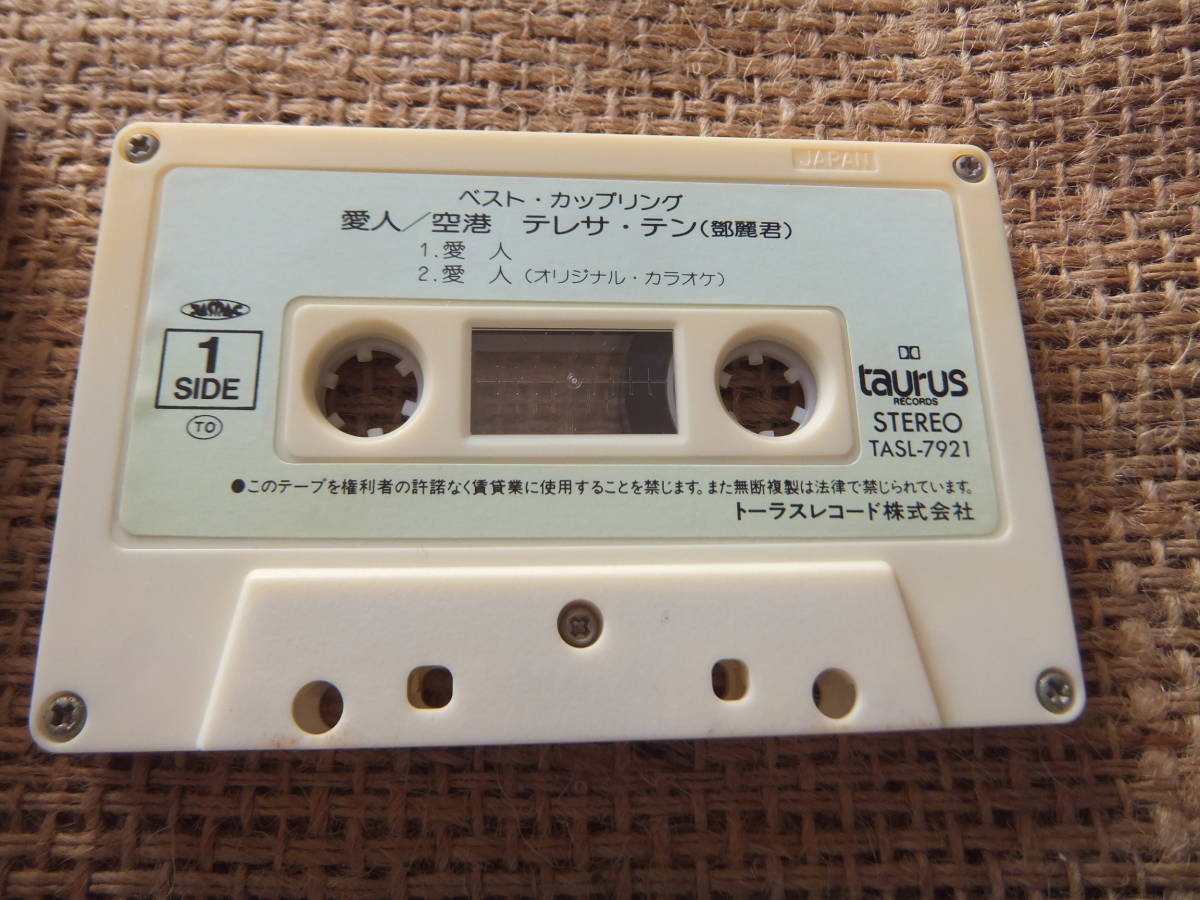 JAPAN
ベスト・カップリング
愛人／空港　テレサ・テン(鄧麗君)
1.愛　人
2.愛　人(オリジナル・カラオケ)
JASRAC
1
SIDE
TO
taurus
RECORDS
STEREO
TASL-7921
●このテープを権利者の許諾なく賃貸業に使用することを禁じます。また無断複製は法律で禁じられています。
トーラスレコード株式会社